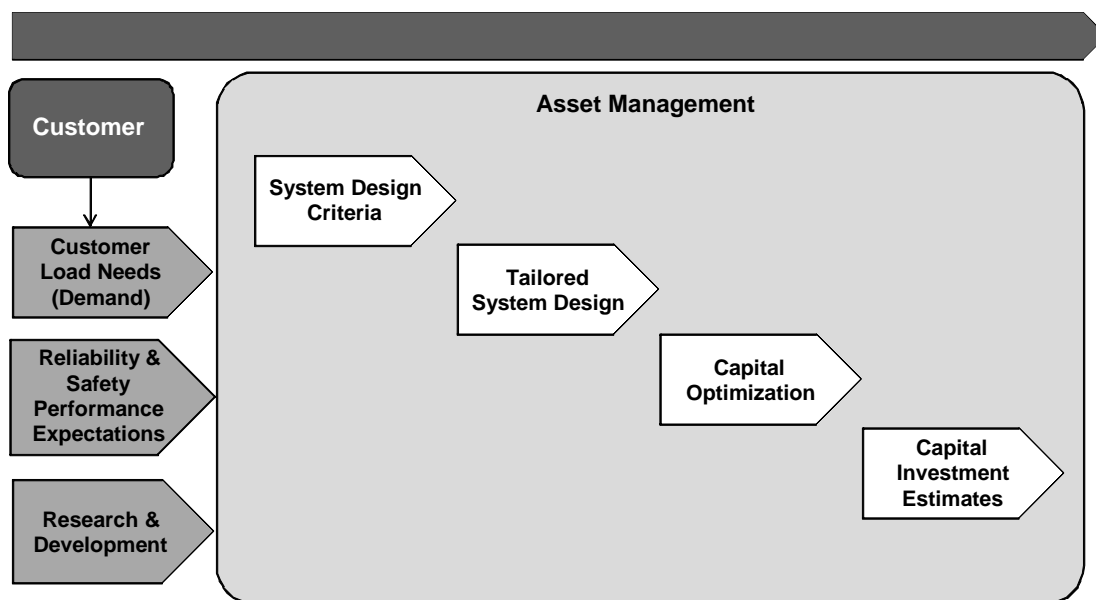 Asset Management
Customer
System Design
Criteria
Customer
Load Needs
(Demand)
Tailored
System Design
Reliability &
Safety
Performance
Expectations
Capital
Optimization
Capital
Investment
Estimates
Research &
Development